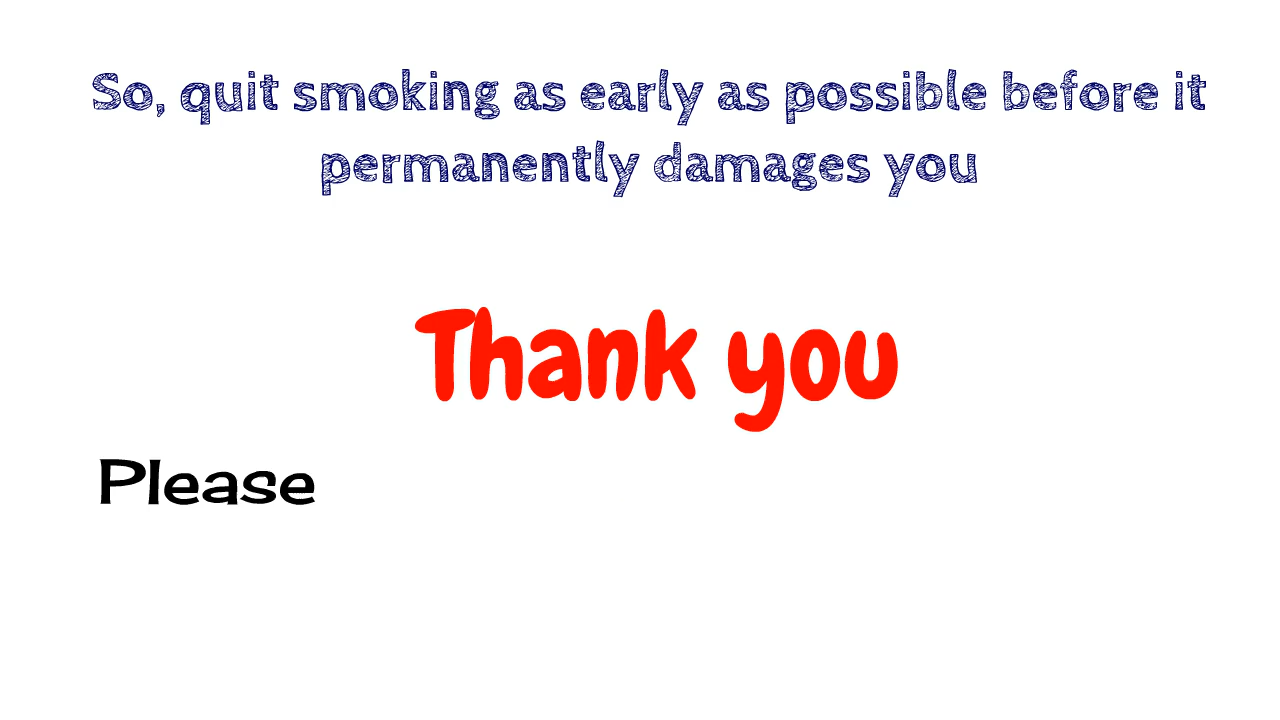 So, quit smoking as early as possible before it
permanently damages you
Thank you
Please